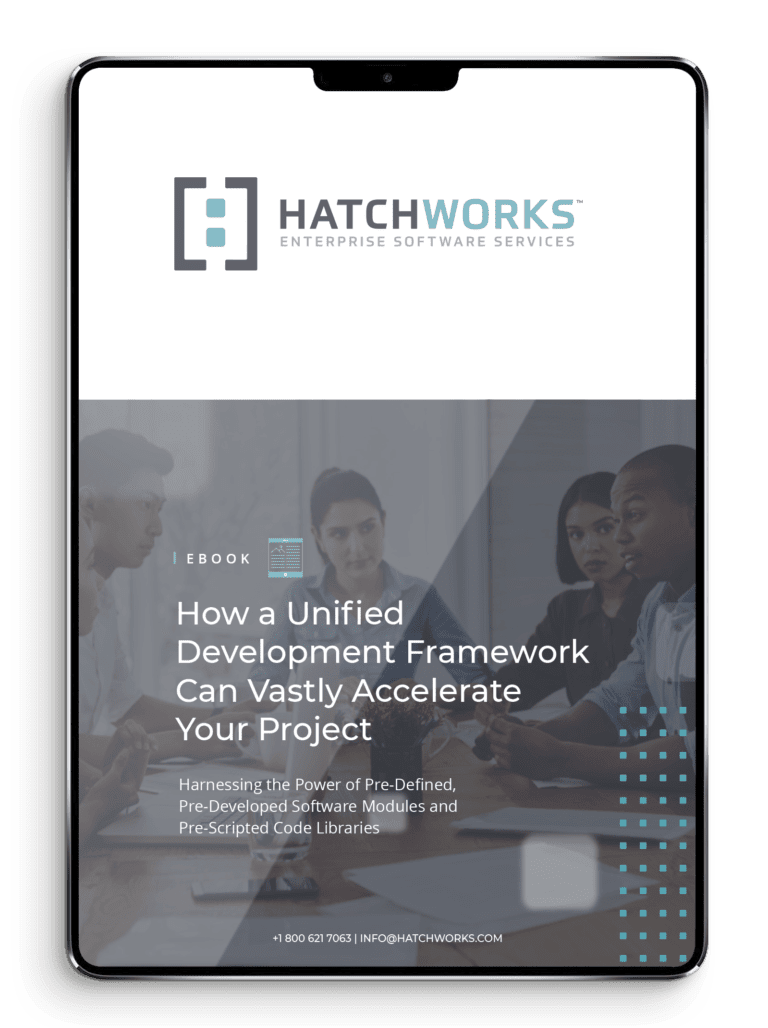 HATCHWORKS™
ENTERPRISE SOFTWARE SERVICES
EBOOK
How a Unified
Development Framework
Can Vastly Accelerate
Your Project
Harnessing the Power of Pre-Defined,
Pre-Developed Software Modules and
Pre-Scripted Code Libraries
+1 800 621 7063 | INFO@HATCHWORKS.COM